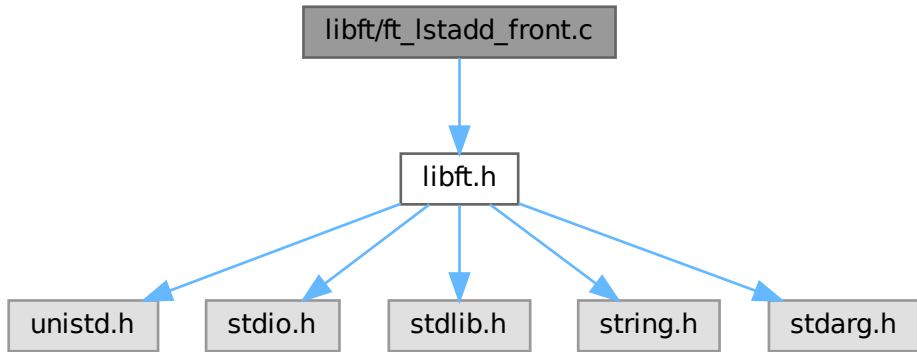 libft/ft_lstadd_front.c
libft.h
unistd.h
stdio.h
stdlib.h
string.h
stdarg.h